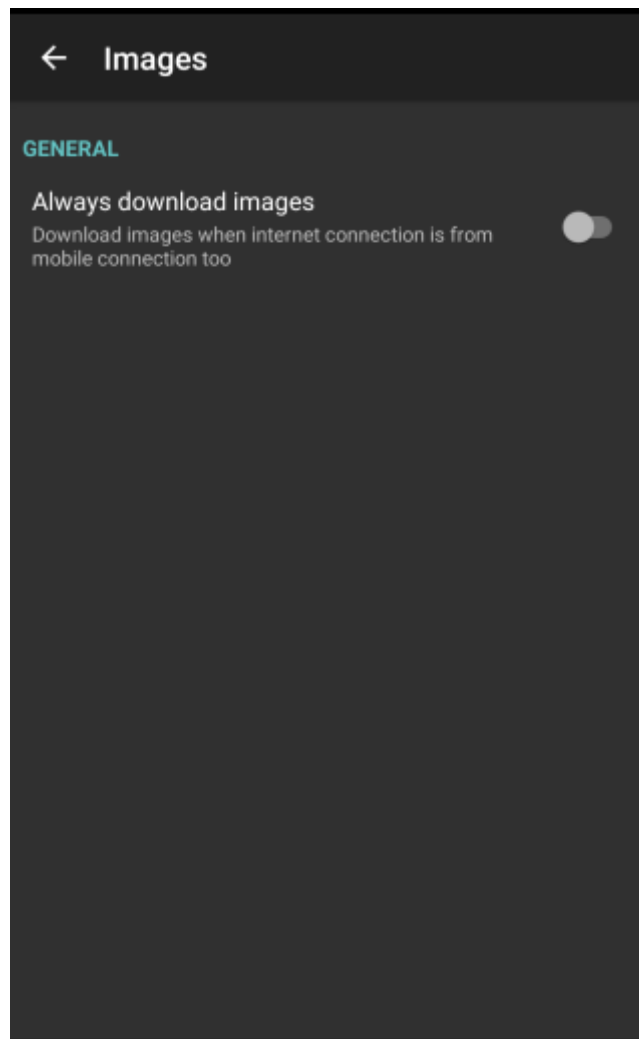 Images
GENERAL
Always download images
Download images when internet connection is from
mobile connection too